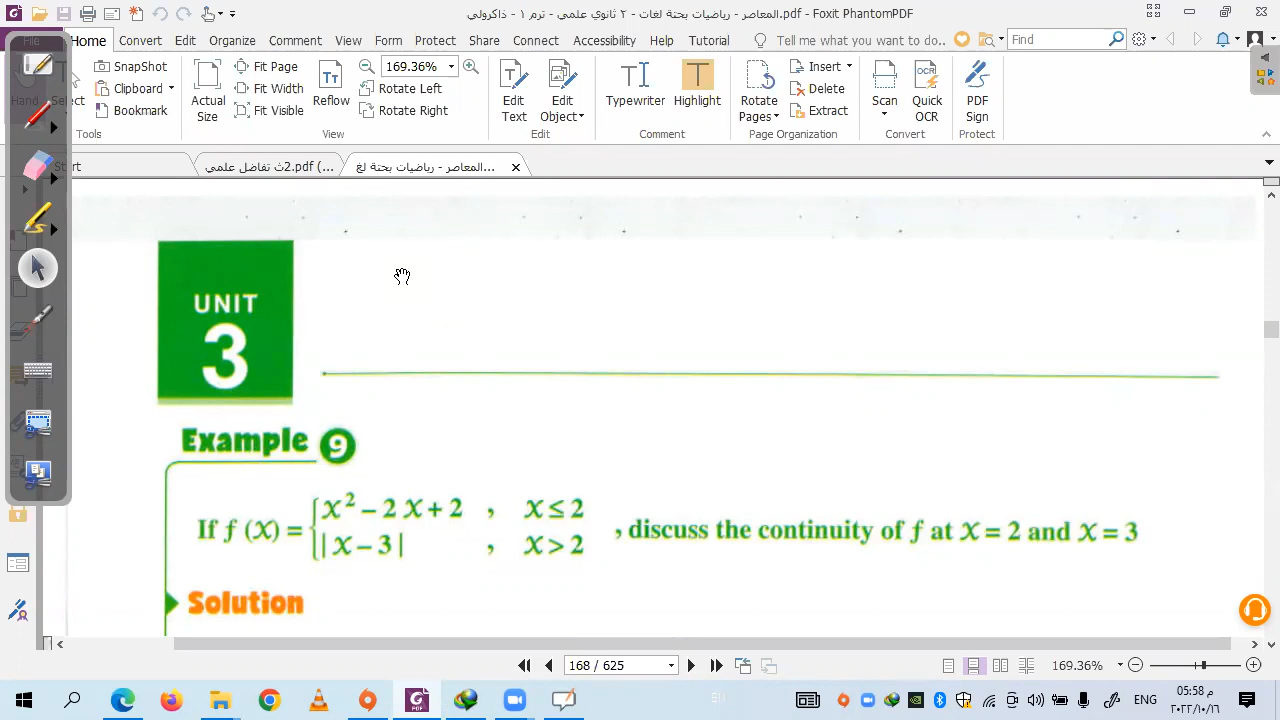 المعاصر رياضيات بحتة لغات - ٢ ثانوي علمي - ترم ١ - .pdf - Foxit PhantomPDF
File Home Convert Edit Organize Comment View Form Protect Share Connect Accessibility Help Tutorial Tell me what you want to do.. Find
Hand Select
SnapShot
Clipboard
Bookmark
Tools
Actual Size
Fit Page
Fit Width
Fit Visible
Reflow
169.36%
Rotate Left
Rotate Right
View
Edit Text
Edit Object
Edit
Typewriter
Highlight
Comment
Rotate Pages
Insert
Delete
Extract
Page Organization
Scan
Quick OCR
Convert
PDF Sign
Protect
Start
2ث تفاضل علمي.pdf (...
المعاصر - رياضيات بحتة لغ...
UNIT
3
Example 9
If f (X) = { X² – 2 X + 2 , X ≤ 2
| X – 3 | , X > 2
, discuss the continuity of f at X = 2 and X = 3
Solution
168 / 625
169.36%
ENG
05:58 م
٢٠٢٢/١٠/١٦